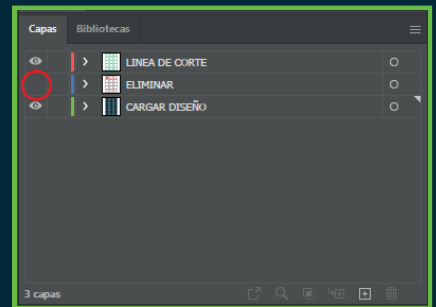 Capas Bibliotecas
LINEA DE CORTE
ELIMINAR
CARGAR DISEÑO
3 capas